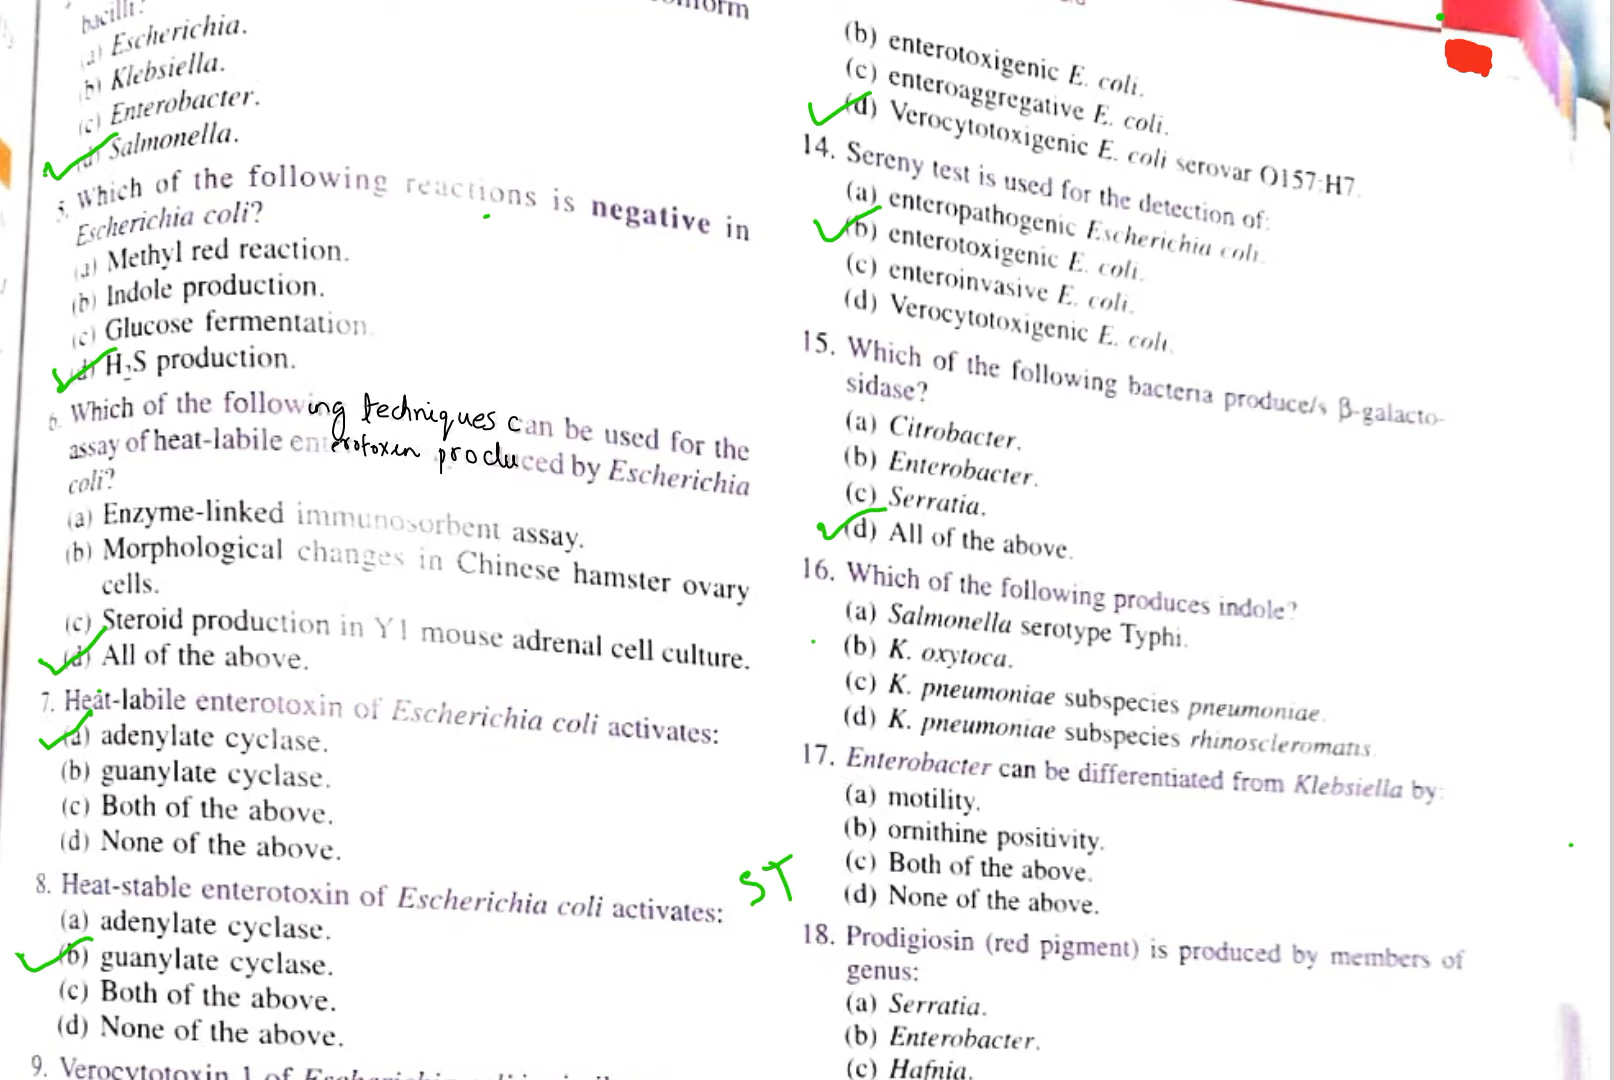 bacilli?
(a) Escherichia.
(b) Klebsiella.
(c) Enterobacter.
(d) Salmonella.
5. Which of the following reactions is negative in
Escherichia coli?
(a) Methyl red reaction.
(b) Indole production.
(c) Glucose fermentation.
(d) H₂S production.
6. Which of the following techniques can be used for the
assay of heat-labile enterotoxin produced by Escherichia
coli?
(a) Enzyme-linked immunosorbent assay.
(b) Morphological changes in Chinese hamster ovary
cells.
(c) Steroid production in Y1 mouse adrenal cell culture.
(d) All of the above.
7. Heat-labile enterotoxin of Escherichia coli activates:
(a) adenylate cyclase.
(b) guanylate cyclase.
(c) Both of the above.
(d) None of the above.
8. Heat-stable enterotoxin of Escherichia coli activates:
ST
(a) adenylate cyclase.
(b) guanylate cyclase.
(c) Both of the above.
(d) None of the above.
9. Verocytotoxin 1 of
(b) enterotoxigenic E. coli.
(c) enteroaggregative E. coli.
(d) Verocytotoxigenic E. coli serovar O157:H7.
14. Sereny test is used for the detection of:
(a) enteropathogenic Escherichia coli.
(b) enterotoxigenic E. coli.
(c) enteroinvasive E. coli.
(d) Verocytotoxigenic E. coli.
15. Which of the following bacteria produce/s β-galacto-
sidase?
(a) Citrobacter.
(b) Enterobacter.
(c) Serratia.
(d) All of the above.
16. Which of the following produces indole?
(a) Salmonella serotype Typhi.
(b) K. oxytoca.
(c) K. pneumoniae subspecies pneumoniae.
(d) K. pneumoniae subspecies rhinoscleromatis.
17. Enterobacter can be differentiated from Klebsiella by:
(a) motility.
(b) ornithine positivity.
(c) Both of the above.
(d) None of the above.
18. Prodigiosin (red pigment) is produced by members of
genus:
(a) Serratia.
(b) Enterobacter.
(c) Hafnia.